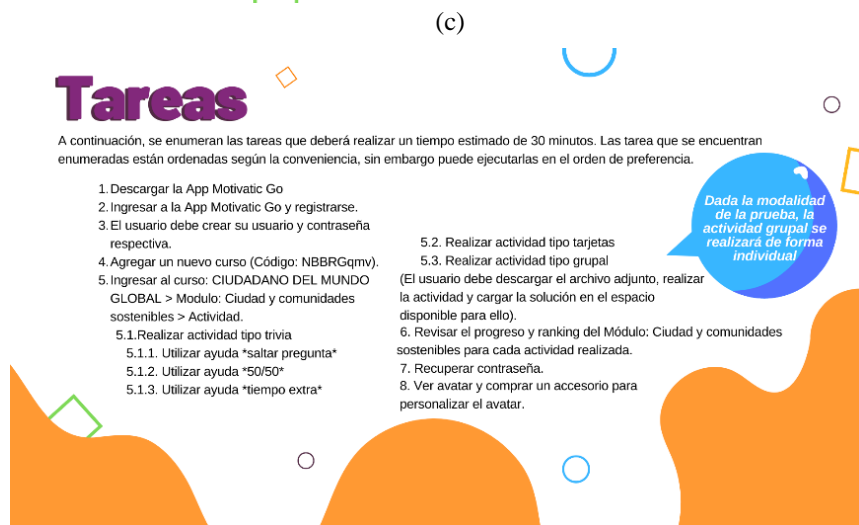 (c)
Tareas
A continuación, se enumeran las tareas que deberá realizar un tiempo estimado de 30 minutos. Las tarea que se encuentran
enumeradas están ordenadas según la conveniencia, sin embargo puede ejecutarlas en el orden de preferencia.
1. Descargar la App Motivatic Go
2. Ingresar a la App Motivatic Go y registrarse.
3. El usuario debe crear su usuario y contraseña
respectiva.
4. Agregar un nuevo curso (Código: NBBRGqmv).
5. Ingresar al curso: CIUDADANO DEL MUNDO
GLOBAL > Modulo: Ciudad y comunidades
sostenibles > Actividad.
5.1.Realizar actividad tipo trivia
5.1.1. Utilizar ayuda *saltar pregunta*
5.1.2. Utilizar ayuda *50/50*
5.1.3. Utilizar ayuda *tiempo extra*
5.2. Realizar actividad tipo tarjetas
5.3. Realizar actividad tipo grupal
(El usuario debe descargar el archivo adjunto, realizar
la actividad y cargar la solución en el espacio
disponible para ello).
6. Revisar el progreso y ranking del Módulo: Ciudad y comunidades
sostenibles para cada actividad realizada.
7. Recuperar contraseña.
8. Ver avatar y comprar un accesorio para
personalizar el avatar.
Dada la modalidad
de la prueba, la
actividad grupal se
realizará de forma
individual